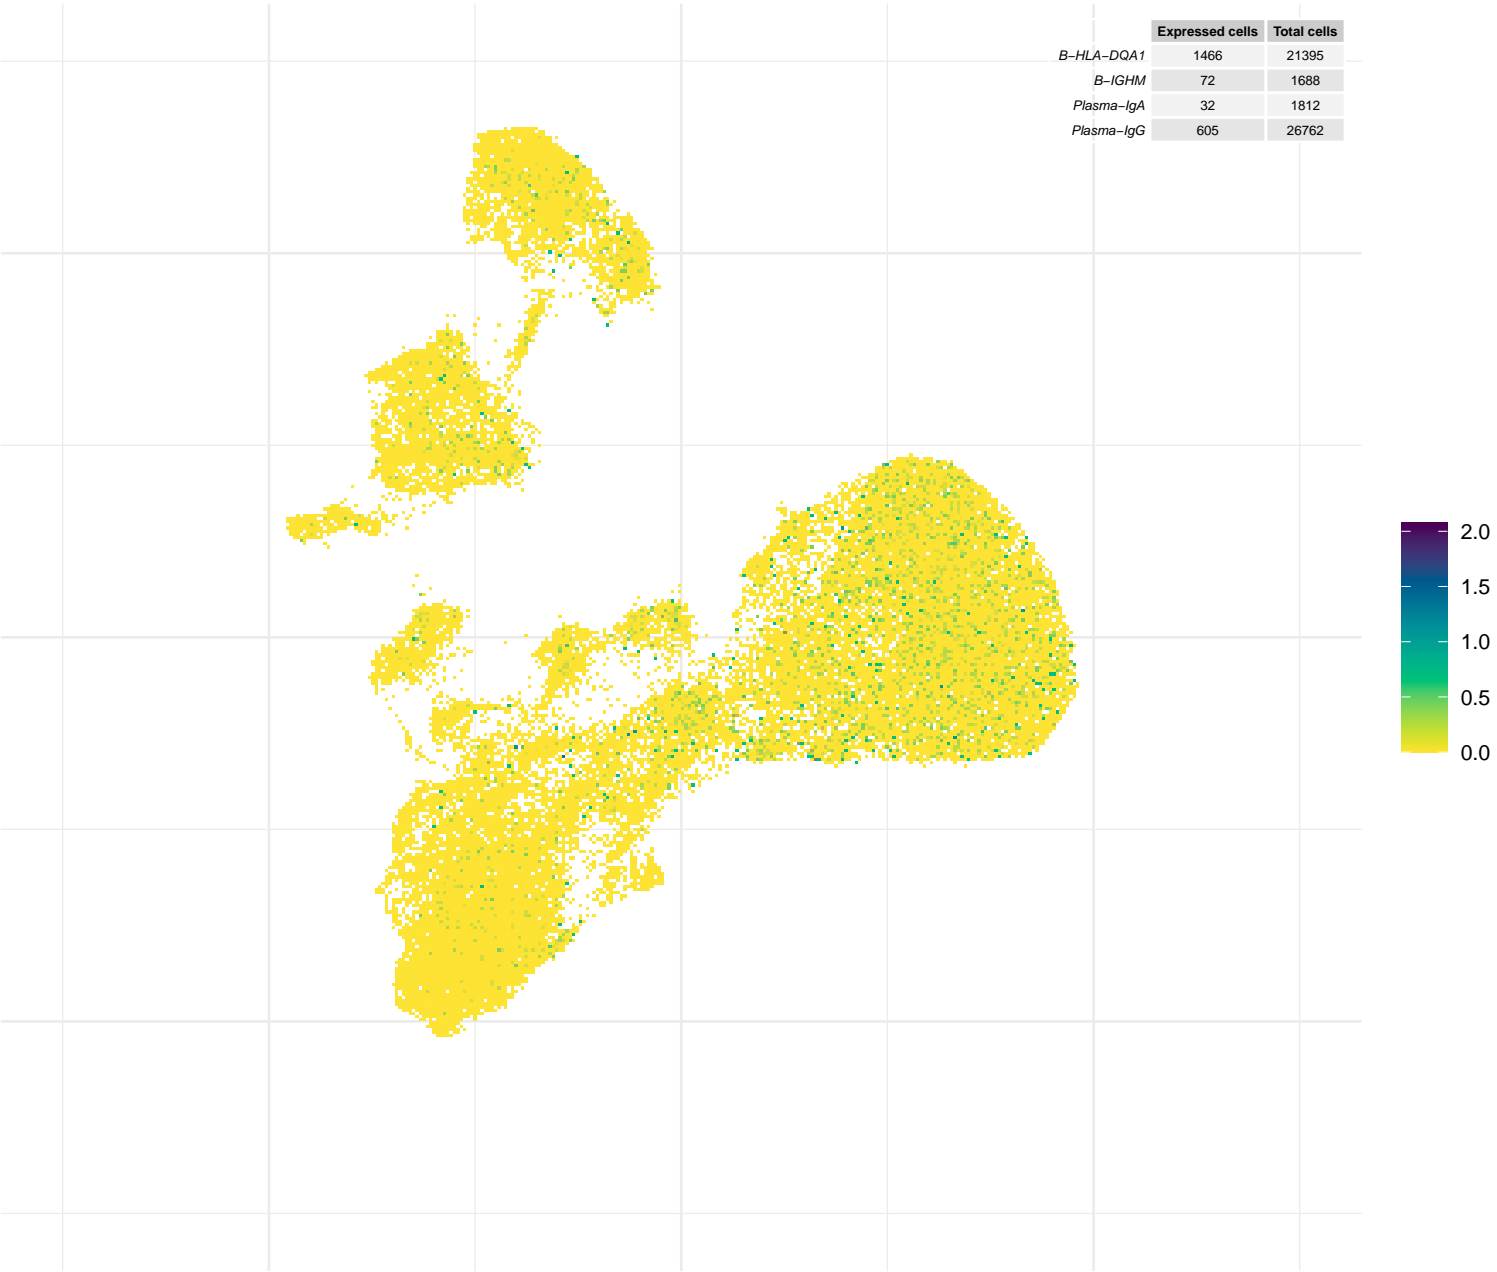 Expressed cells Total cells
B−HLA−DQA1 1466 21395
B−IGHM 72 1688
Plasma−IgA 32 1812
Plasma−IgG 605 26762
2.0
1.5
1.0
0.5
0.0